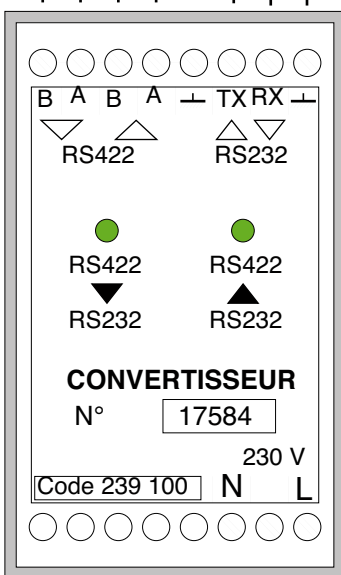 B A B A TX RX
RS422 RS232
RS422 RS422
RS232 RS232
CONVERTISSEUR
N° 17584
230 V
Code 239 100 N L